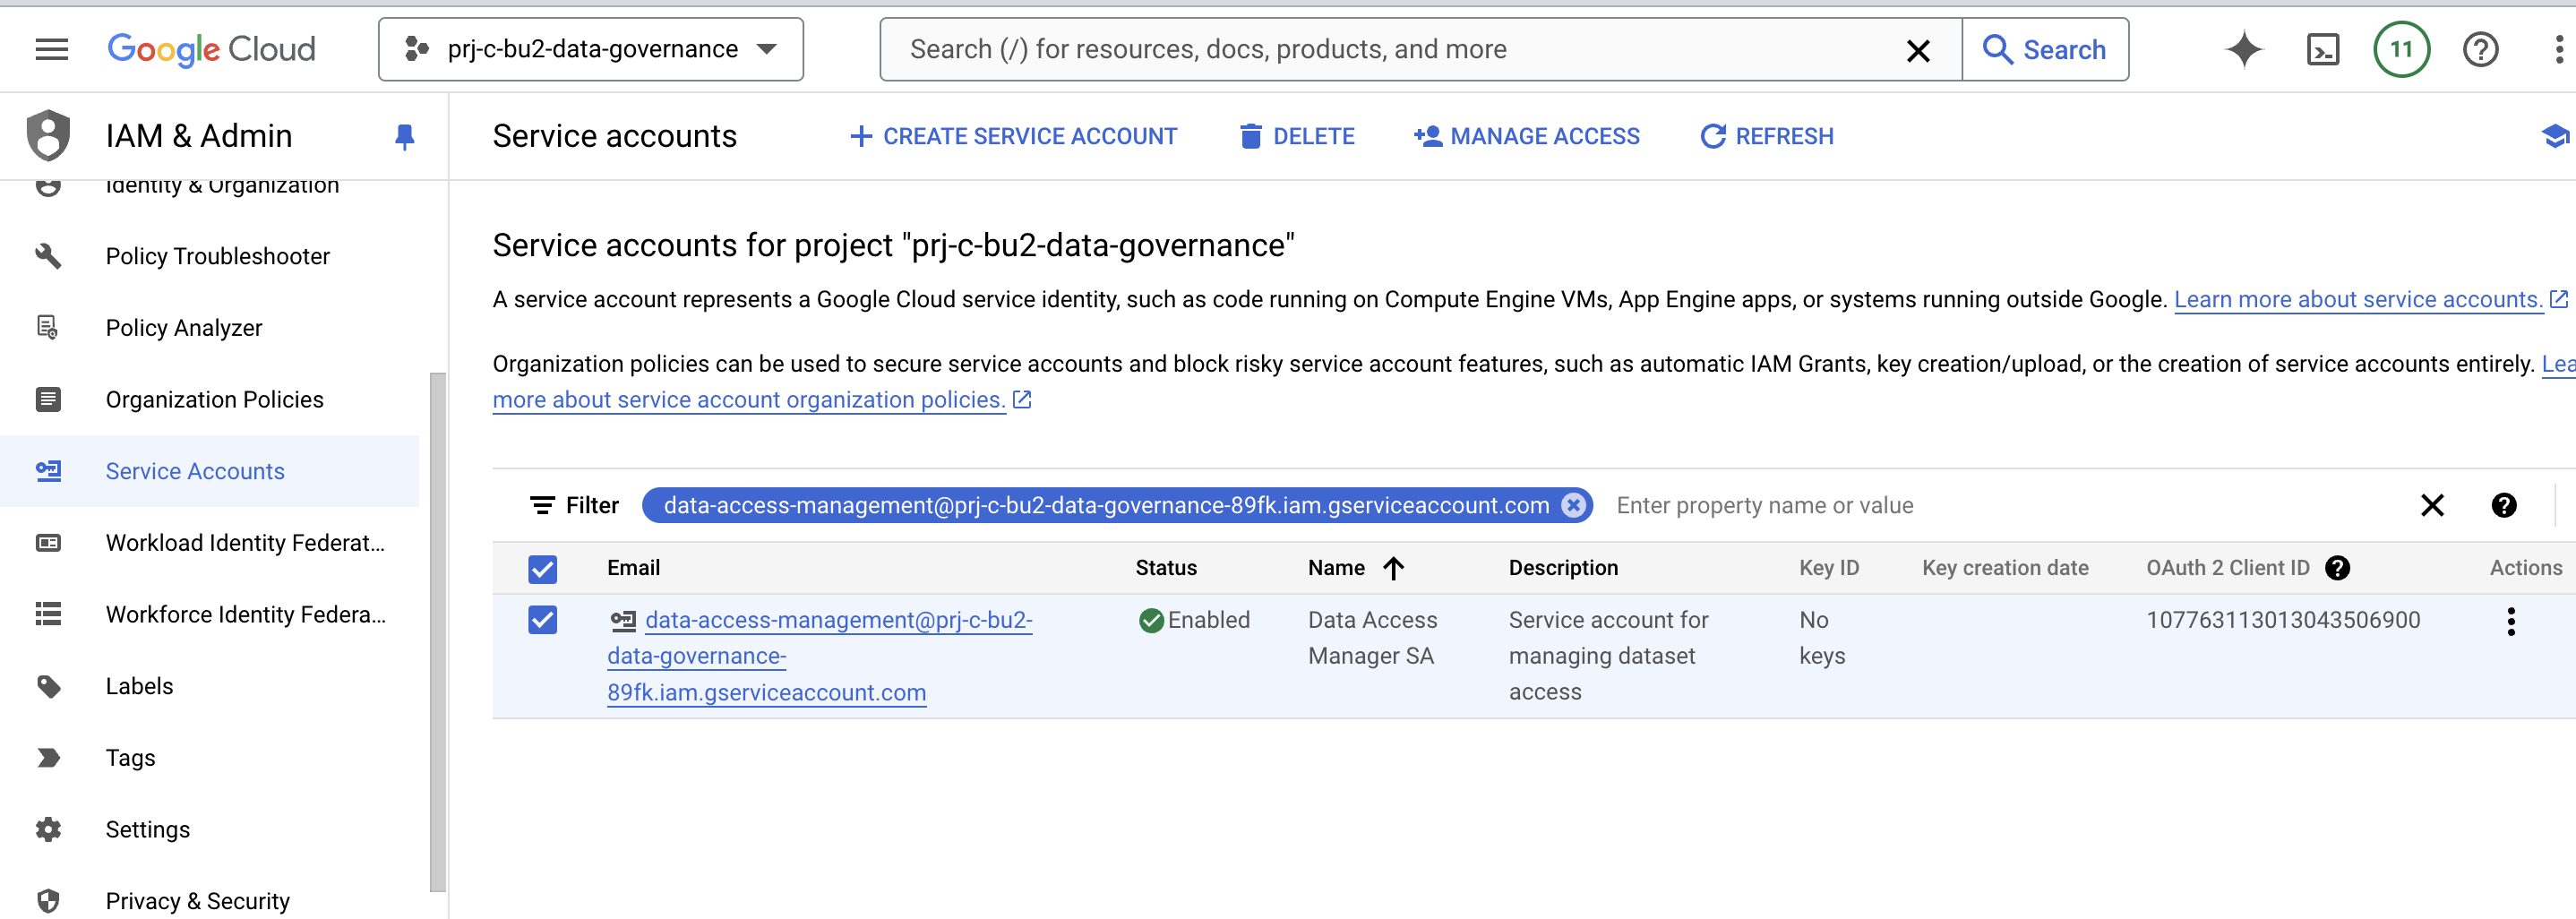 Google Cloud
prj-c-bu2-data-governance
Search (/) for resources, docs, products, and more
Search
11
IAM & Admin
Identity & Organization
Policy Troubleshooter
Policy Analyzer
Organization Policies
Service Accounts
Workload Identity Federat...
Workforce Identity Federa...
Labels
Tags
Settings
Privacy & Security
Service accounts
CREATE SERVICE ACCOUNT
DELETE
MANAGE ACCESS
REFRESH
Service accounts for project "prj-c-bu2-data-governance"
A service account represents a Google Cloud service identity, such as code running on Compute Engine VMs, App Engine apps, or systems running outside Google. Learn more about service accounts.
Organization policies can be used to secure service accounts and block risky service account features, such as automatic IAM Grants, key creation/upload, or the creation of service accounts entirely. Lea
more about service account organization policies.
Filter
data-access-management@prj-c-bu2-data-governance-89fk.iam.gserviceaccount.com
Enter property name or value
Email Status Name Description Key ID Key creation date OAuth 2 Client ID Actions
data-access-management@prj-c-bu2- Enabled Data Access Service account for No 107763113013043506900
data-governance- Manager SA managing dataset keys
89fk.iam.gserviceaccount.com access